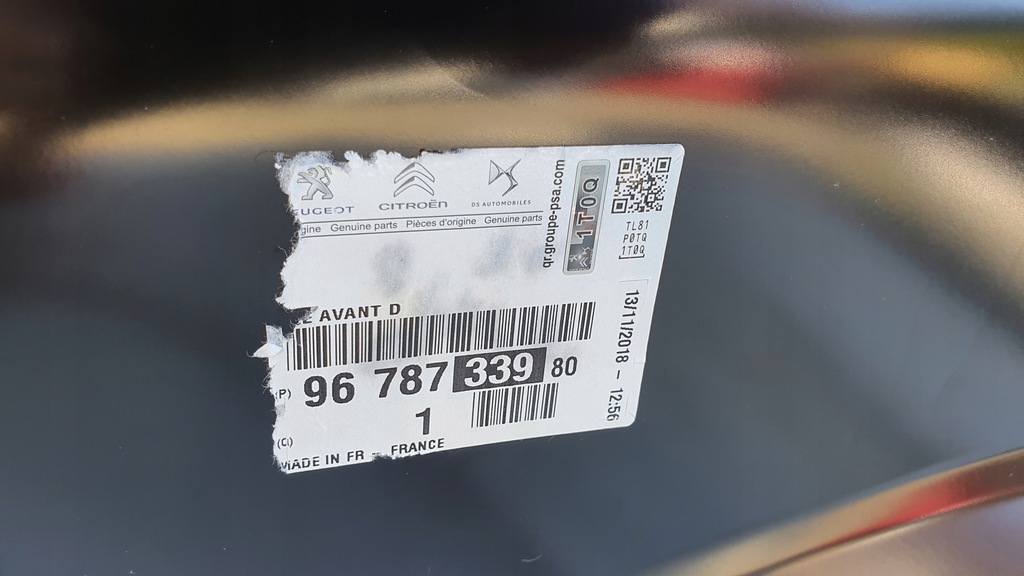 EUGEOT CITROËN DS AUTOMOBILES
gine Genuine parts Pièces d'origine Genuine parts
qr.groupe-psa.com
1T0Q
TL81
P0TQ
1T0Q
AVANT D
(P) 96 787 339 80
1
(Q)
MADE IN FR - FRANCE
13/11/2018 - 12:56